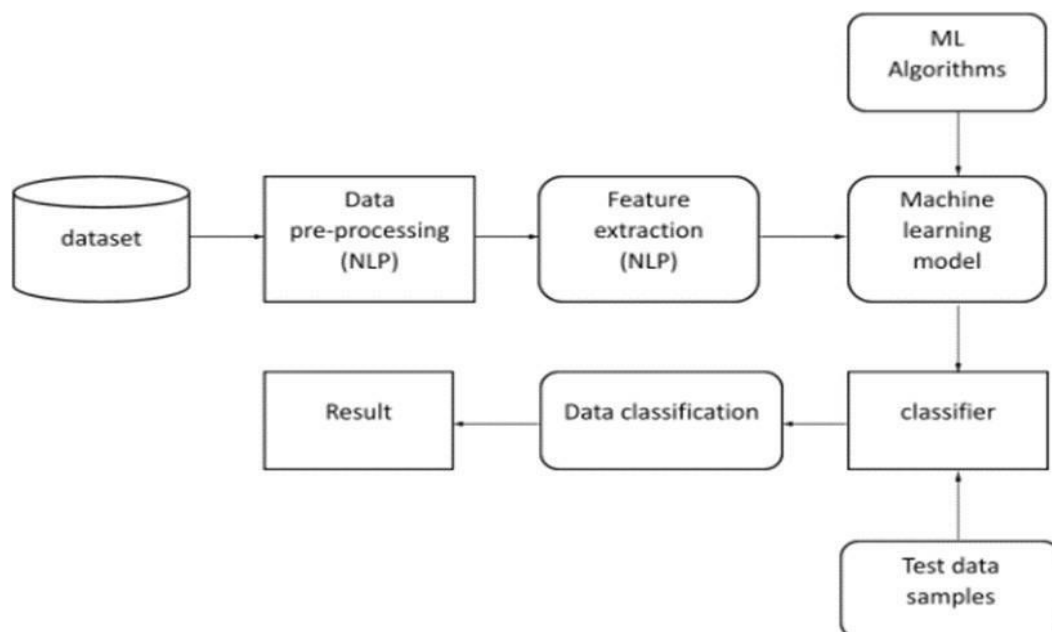 ML
Algorithms
dataset
Data
pre-processing
(NLP)
Feature
extraction
(NLP)
Machine
learning
model
Result
Data classification
classifier
Test data
samples